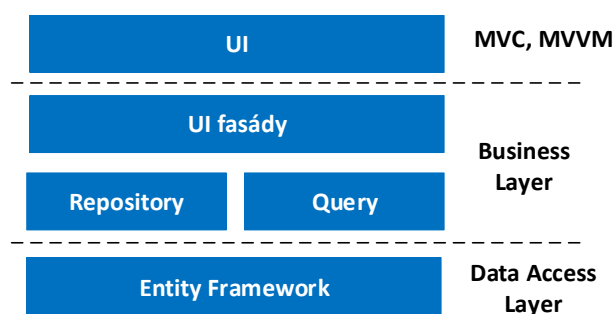 UI
MVC, MVVM
UI fasády
Business
Layer
Repository
Query
Entity Framework
Data Access
Layer